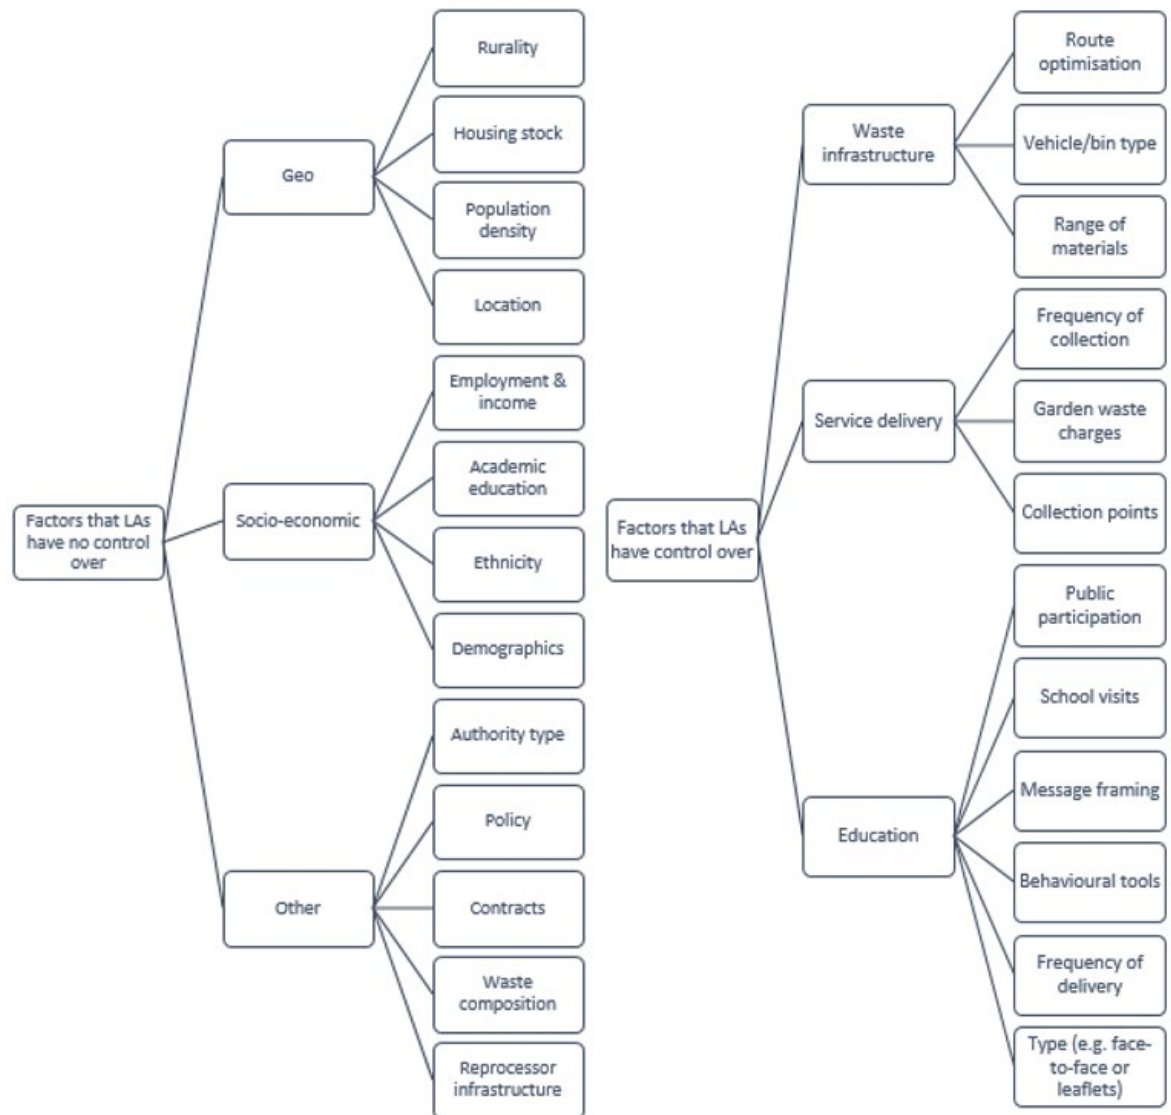 Factors that LAs
have no control
over
Geo
Rurality
Housing stock
Population
density
Location
Socio-economic
Employment &
income
Academic
education
Ethnicity
Demographics
Other
Authority type
Policy
Contracts
Waste
composition
Reprocessor
infrastructure
Factors that LAs
have control over
Waste
infrastructure
Route
optimisation
Vehicle/bin type
Range of
materials
Service delivery
Frequency of
collection
Garden waste
charges
Collection points
Education
Public
participation
School visits
Message framing
Behavioural tools
Frequency of
delivery
Type (e.g. face-
to-face or
leaflets)